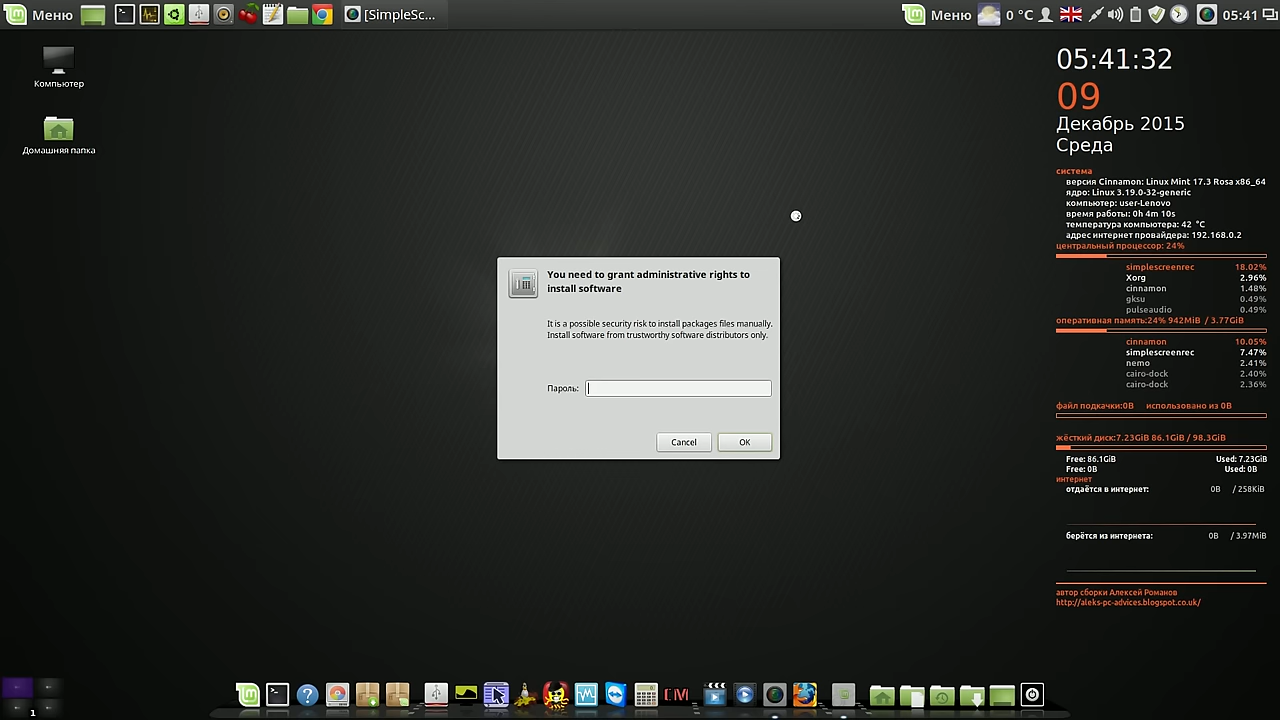 Меню
[SimpleSc...
Меню
0 °C
05:41
Компьютер
Домашняя папка
05:41:32
09
Декабрь 2015
Среда
система
версия Cinnamon: Linux Mint 17.3 Rosa x86_64
ядро: Linux 3.19.0-32-generic
компьютер: user-Lenovo
время работы: 0h 4m 10s
температура компьютера: 42 °C
адрес интернет провайдера: 192.168.0.2
центральный процессор: 24%
simplescreenrec 18.02%
Xorg 2.96%
cinnamon 1.48%
gksu 0.49%
pulseaudio 0.49%
оперативная память:24% 942MiB / 3.77GiB
cinnamon 10.05%
simplescreenrec 7.47%
nemo 2.41%
cairo-dock 2.40%
cairo-dock 2.36%
файл подкачки:0B использовано из 0B
жёсткий диск:7.23GiB 86.1GiB / 98.3GiB
Free: 86.1GiB Used: 7.23GiB
Free: 0B Used: 0B
интернет
отдаётся в интернет: 0B / 258KiB
берётся из интернета: 0B / 3.97MiB
автор сборки Алексей Романов
http://aleks-pc-advices.blogspot.co.uk/
You need to grant administrative rights to
install software
It is a possible security risk to install packages files manually.
Install software from trustworthy software distributors only.
Пароль:
Cancel
OK
1